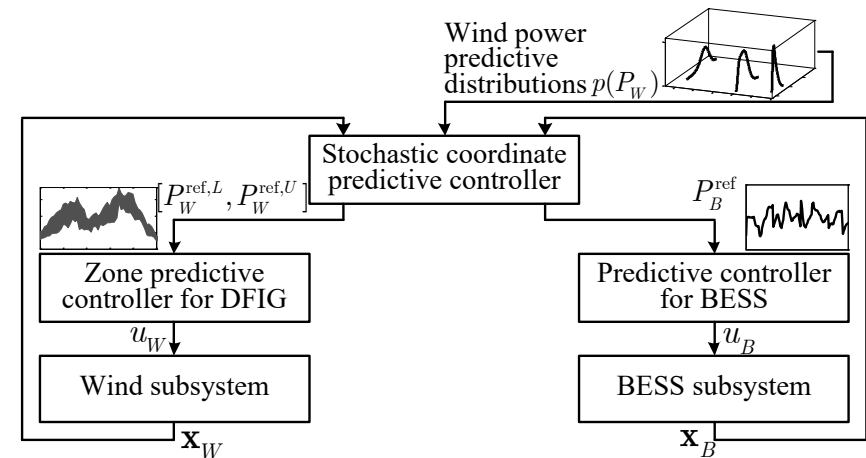 Wind power
predictive
distributions p(P_W)
Stochastic coordinate
predictive controller
[P_W^{ref,L}, P_W^{ref,U}]
P_B^{ref}
Zone predictive
controller for DFIG
Predictive controller
for BESS
u_W
u_B
Wind subsystem
BESS subsystem
x_W
x_B